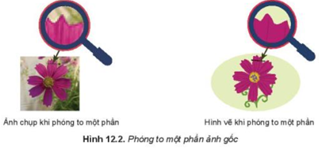 Ảnh chụp khi phóng to một phần
Hình vẽ khi phóng to một phần
Hình 12.2. Phóng to một phần ảnh gốc